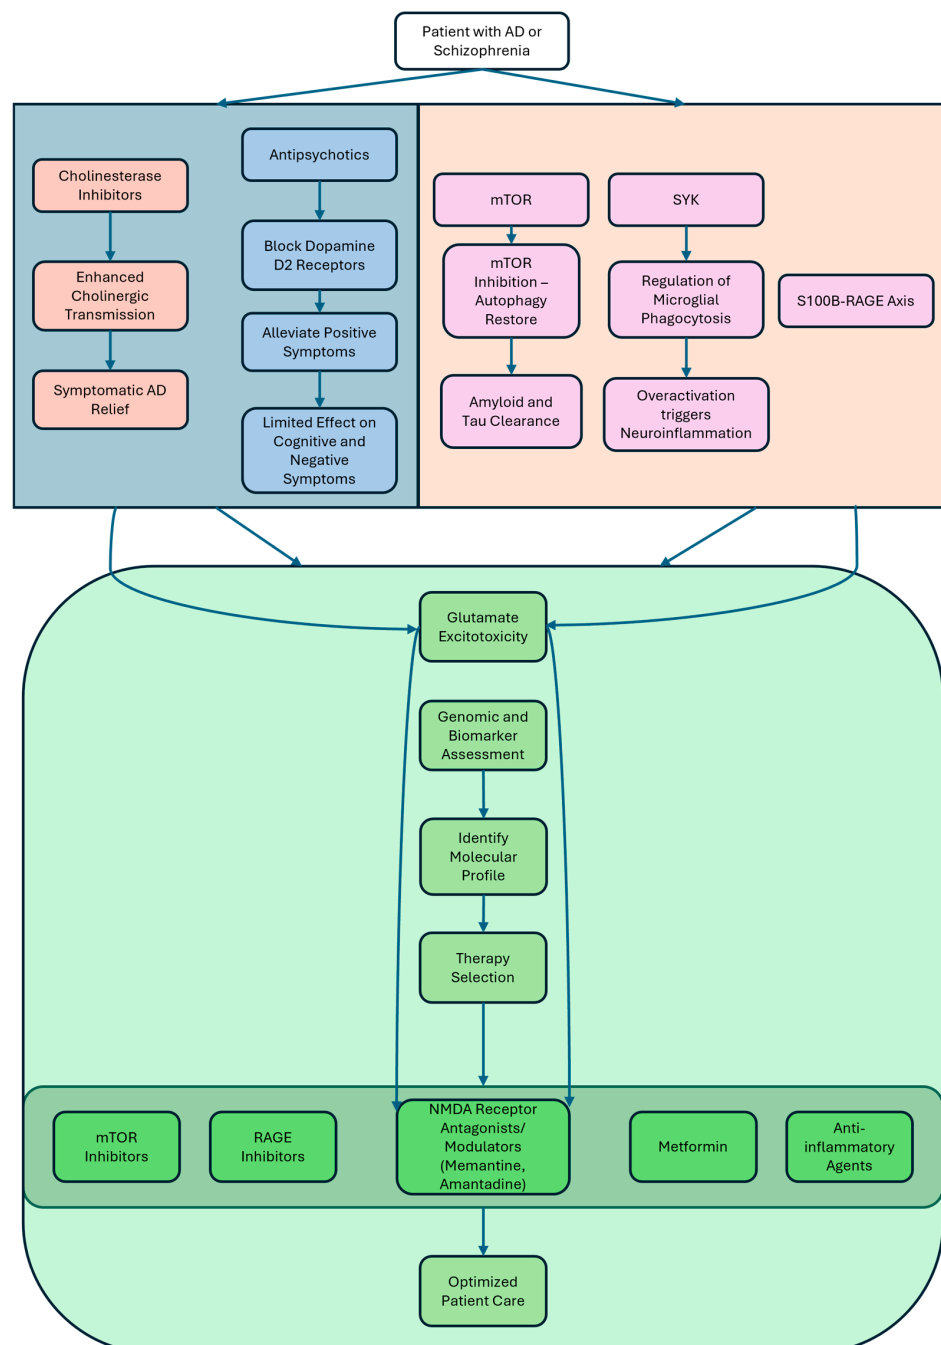 Patient with AD or
Schizophrenia
Cholinesterase
Inhibitors
Enhanced
Cholinergic
Transmission
Symptomatic AD
Relief
Antipsychotics
Block Dopamine
D2 Receptors
Alleviate Positive
Symptoms
Limited Effect on
Cognitive and
Negative
Symptoms
mTOR
mTOR
Inhibition –
Autophagy
Restore
Amyloid and
Tau Clearance
SYK
Regulation of
Microglial
Phagocytosis
Overactivation
triggers
Neuroinflammation
S100B-RAGE Axis
Glutamate
Excitotoxicity
Genomic and
Biomarker
Assessment
Identify
Molecular
Profile
Therapy
Selection
mTOR
Inhibitors
RAGE
Inhibitors
NMDA Receptor
Antagonists/
Modulators
(Memantine,
Amantadine)
Metformin
Anti-
inflammatory
Agents
Optimized
Patient Care